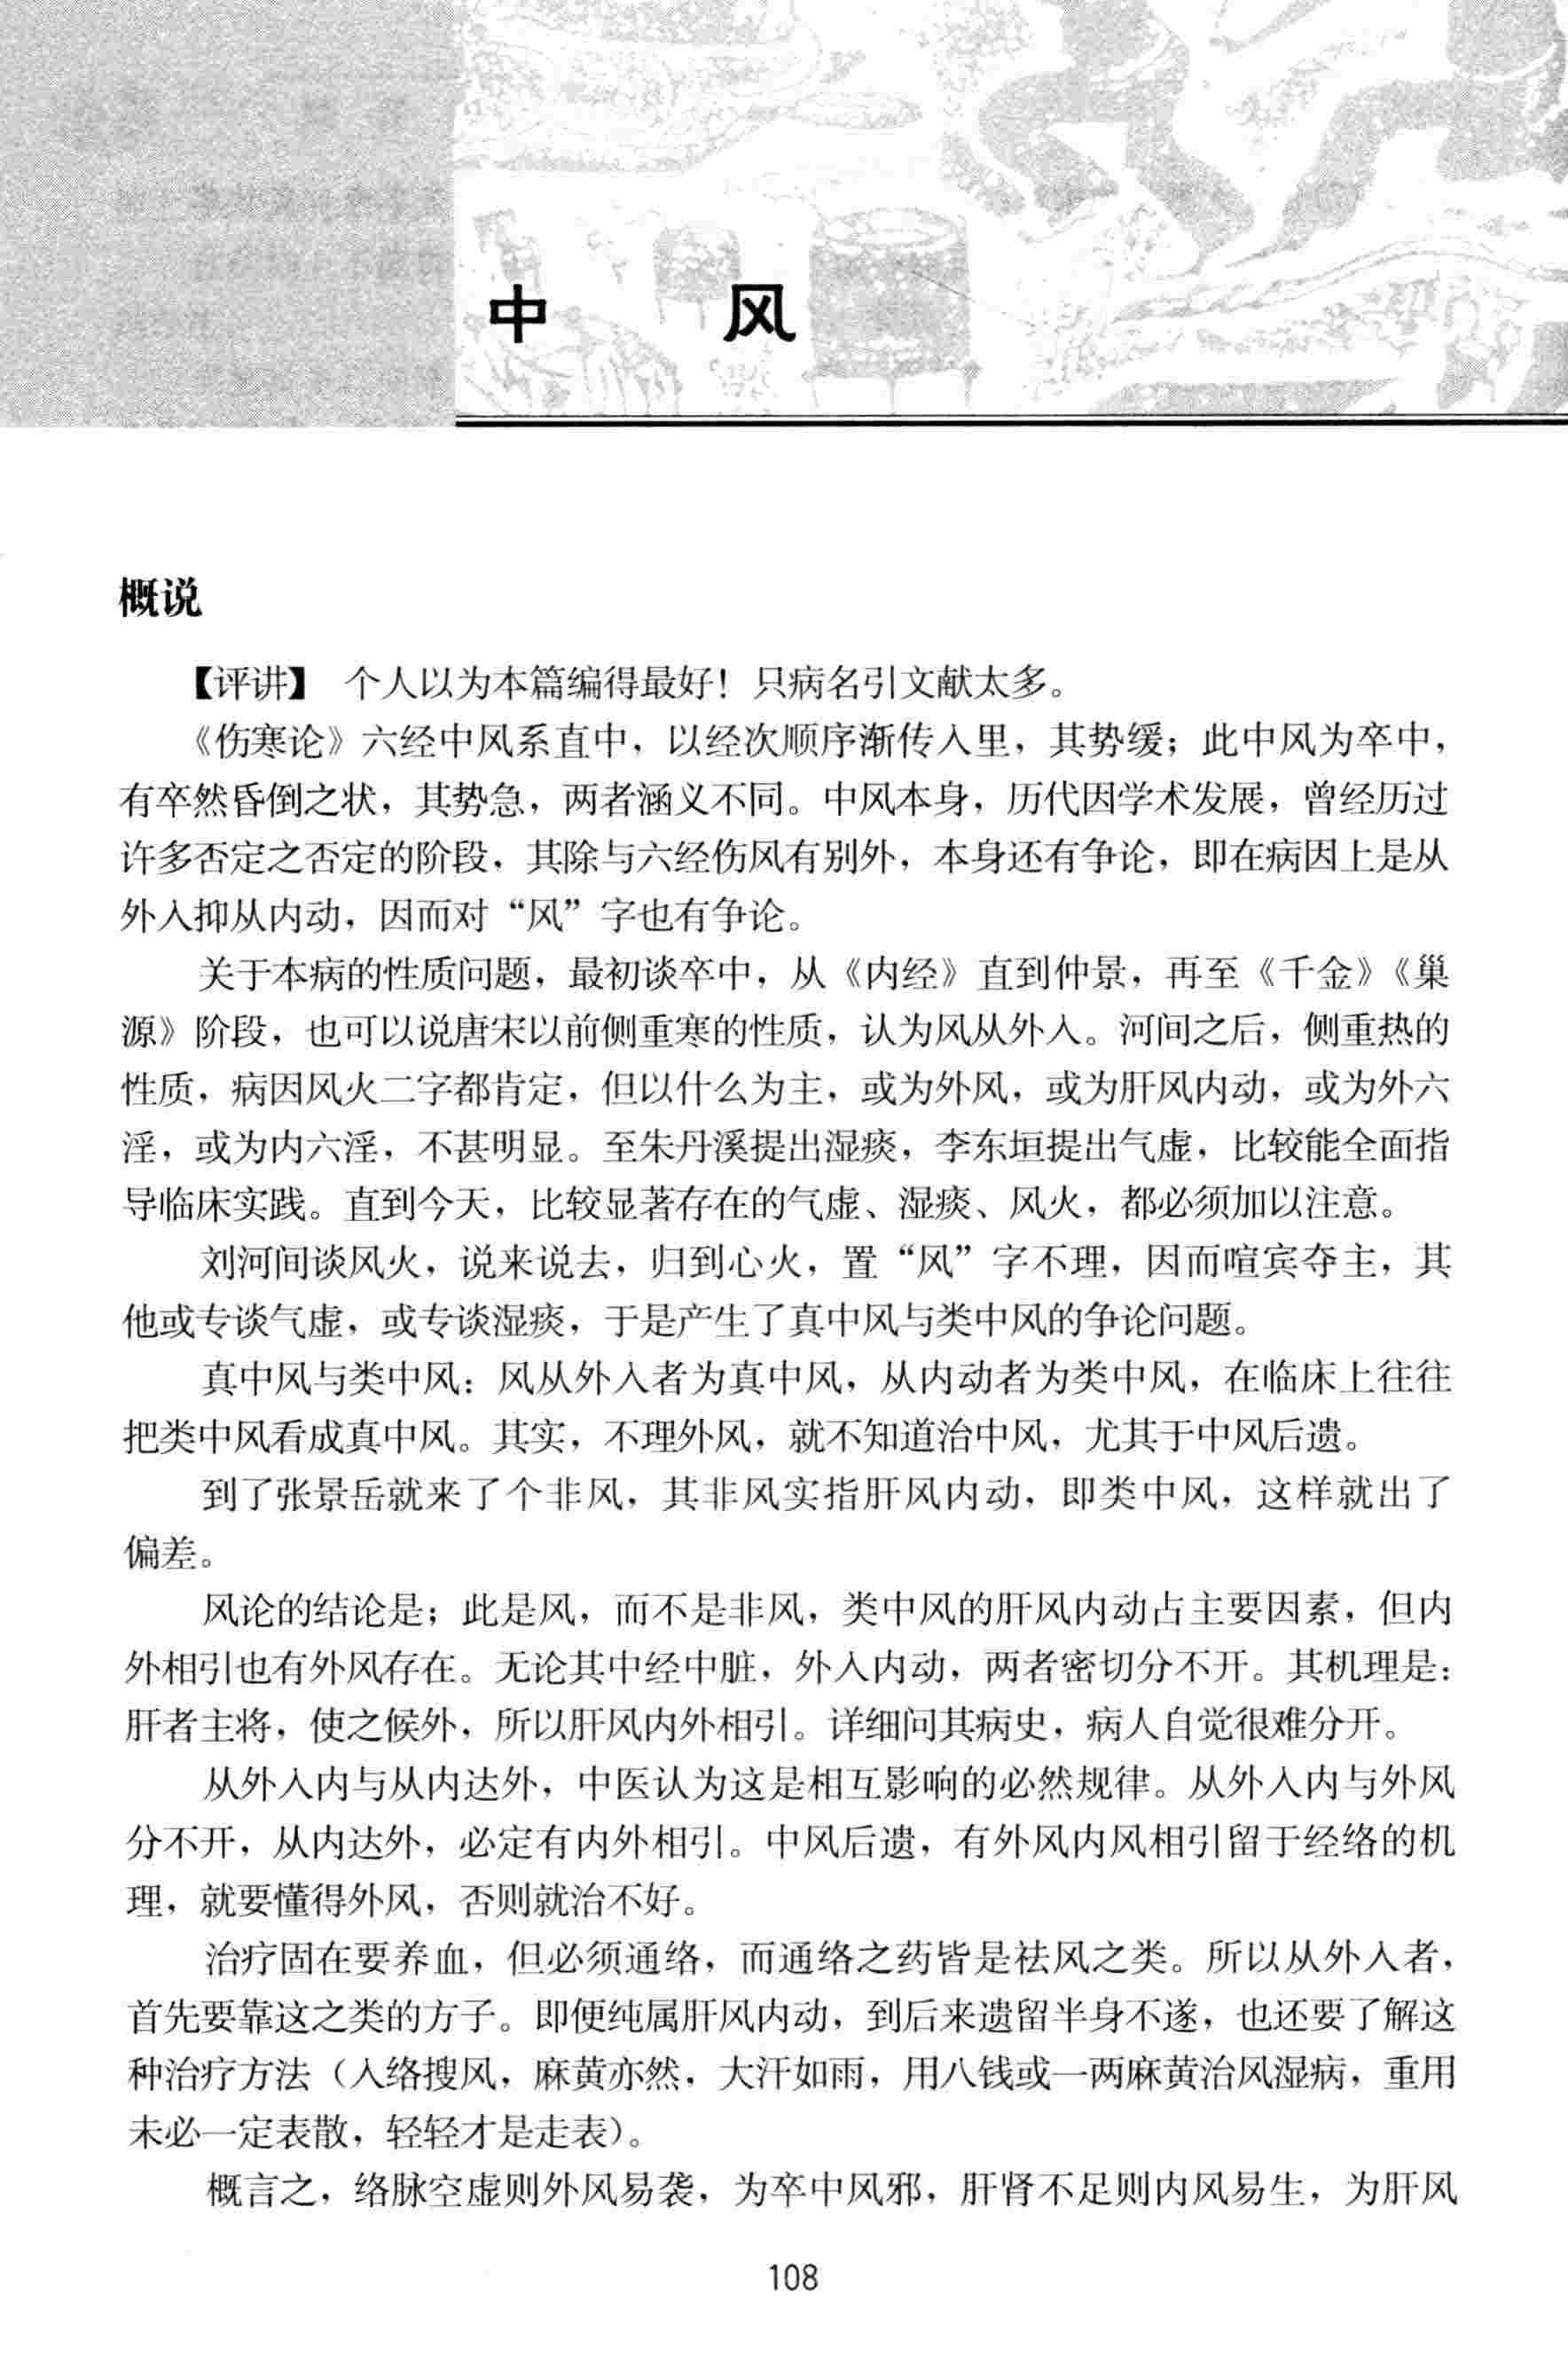 中 风
概说
【评讲】 个人以为本篇编得最好！只病名引文献太多。
《伤寒论》六经中风系直中，以经次顺序渐传入里，其势缓；此中风为卒中，
有卒然昏倒之状，其势急，两者涵义不同。中风本身，历代因学术发展，曾经历过
许多否定之否定的阶段，其除与六经伤风有别外，本身还有争论，即在病因上是从
外入抑从内动，因而对“风”字也有争论。
关于本病的性质问题，最初谈卒中，从《内经》直到仲景，再至《千金》《巢
源》阶段，也可以说唐宋以前侧重寒的性质，认为风从外入。河间之后，侧重热的
性质，病因风火二字都肯定，但以什么为主，或为外风，或为肝风内动，或为外六
淫，或为内六淫，不甚明显。至朱丹溪提出湿痰，李东垣提出气虚，比较能全面指
导临床实践。直到今天，比较显著存在的气虚、湿痰、风火，都必须加以注意。
刘河间谈风火，说来说去，归到心火，置“风”字不理，因而喧宾夺主，其
他或专谈气虚，或专谈湿痰，于是产生了真中风与类中风的争论问题。
真中风与类中风：风从外入者为真中风，从内动者为类中风，在临床上往往
把类中风看成真中风。其实，不理外风，就不知道治中风，尤其于中风后遗。
到了张景岳就来了个非风，其非风实指肝风内动，即类中风，这样就出了
偏差。
风论的结论是；此是风，而不是非风，类中风的肝风内动占主要因素，但内
外相引也有外风存在。无论其中经中脏，外入内动，两者密切分不开。其机理是：
肝者主将，使之候外，所以肝风内外相引。详细问其病史，病人自觉很难分开。
从外入内与从内达外，中医认为这是相互影响的必然规律。从外入内与外风
分不开，从内达外，必定有内外相引。中风后遗，有外风内风相引留于经络的机
理，就要懂得外风，否则就治不好。
治疗固在要养血，但必须通络，而通络之药皆是祛风之类。所以从外入者，
首先要靠这之类的方子。即便纯属肝风内动，到后来遗留半身不遂，也还要了解这
种治疗方法（入络搜风，麻黄亦然，大汗如雨，用八钱或一两麻黄治风湿病，重用
未必一定表散，轻轻才是走表）。
概言之，络脉空虚则外风易袭，为卒中风邪，肝肾不足则内风易生，为肝风
108